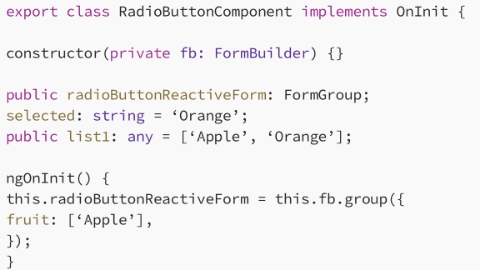 export class RadioButtonComponent implements OnInit {
constructor(private fb: FormBuilder) {}
public radioButtonReactiveForm: FormGroup;
selected: string = ‘Orange’;
public list1: any = [‘Apple’, ‘Orange’];
ngOnInit() {
this.radioButtonReactiveForm = this.fb.group({
fruit: [‘Apple’],
});
}